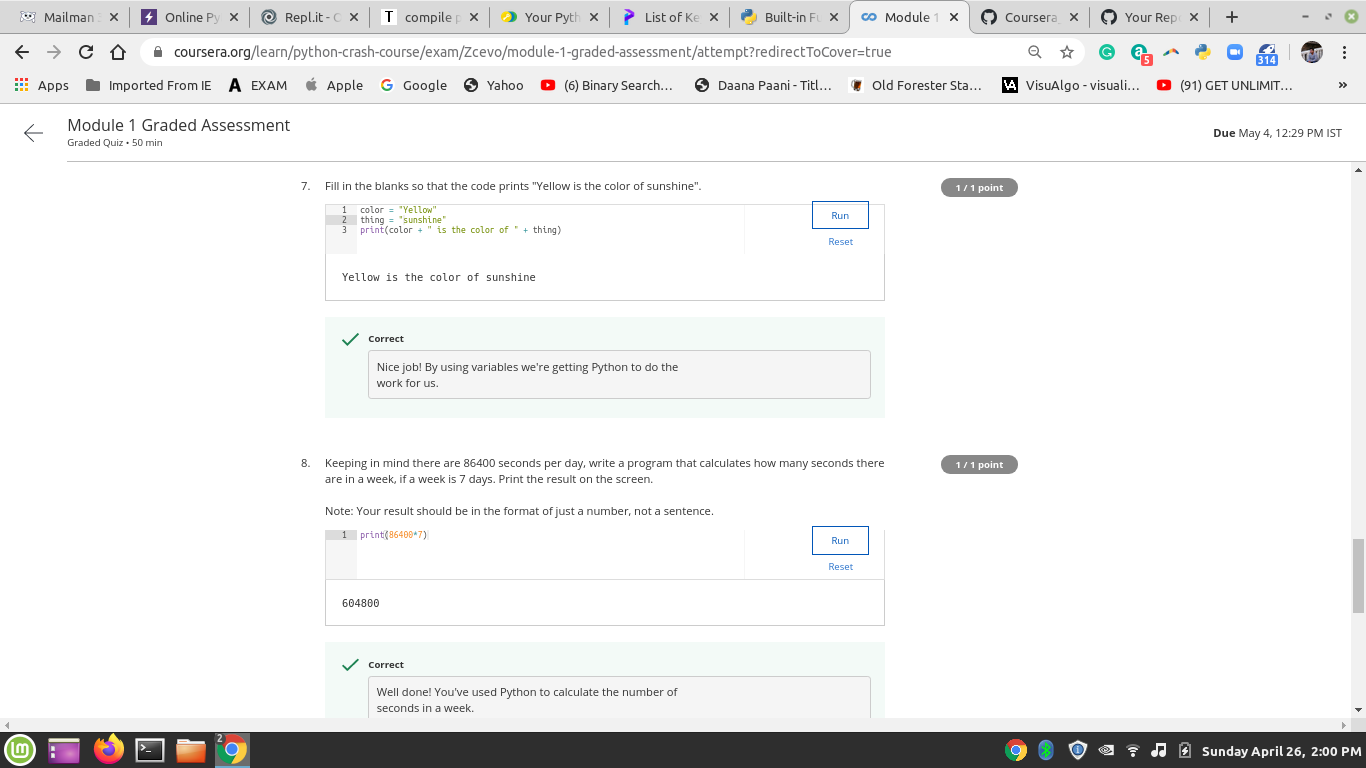 Mailman
Online Py
Repl.it - C
compile p
Your Pyth
List of Ke
Built-in Fu
Module 1
Coursera
Your Rep
coursera.org/learn/python-crash-course/exam/Zcevo/module-1-graded-assessment/attempt?redirectToCover=true
5
314
Apps
Imported From IE
EXAM
Apple
Google
Yahoo
(6) Binary Search...
Daana Paani - Titl...
Old Forester Sta...
VisuAlgo - visuali...
(91) GET UNLIMIT...
»
Module 1 Graded Assessment
Graded Quiz • 50 min
Due May 4, 12:29 PM IST
7. Fill in the blanks so that the code prints "Yellow is the color of sunshine".
1 / 1 point
1 color = "Yellow"
2 thing = "sunshine"
3 print(color + " is the color of " + thing)
Run
Reset
Yellow is the color of sunshine
Correct
Nice job! By using variables we're getting Python to do the
work for us.
8. Keeping in mind there are 86400 seconds per day, write a program that calculates how many seconds there
are in a week, if a week is 7 days. Print the result on the screen.
1 / 1 point
Note: Your result should be in the format of just a number, not a sentence.
1 print(86400*7)
Run
Reset
604800
Correct
Well done! You've used Python to calculate the number of
seconds in a week.
2
Sunday April 26, 2:00 PM